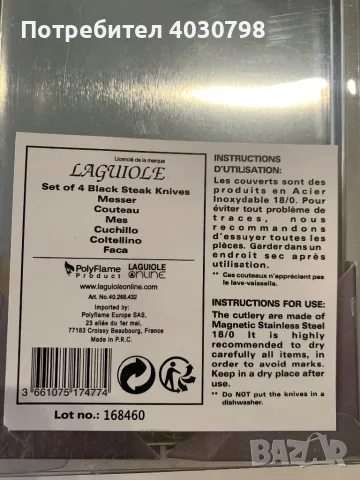 Потребител 4030798
Licencié de la marque
LAGUIOLE
Set of 4 Black Steak Knives
Messer
Couteau
Mes
Cuchillo
Coltellino
Faca
PolyFlame
Product
LAGUIOLE
ONLINE
www.laguioleonline.com
Art. No.40.268.432
Imported by:
Polyflame Europe SAS,
23 allée du 1er mai,
77183 Croissy Beaubourg, France
Made in P.R.C.
3 661075 174774
Lot no.: 168460
INSTRUCTIONS
D'UTILISATION:
Les couverts sont des
produits en Acier
Inoxydable 18/0. Pour
éviter tout problème de
traces, nous
recommandons
d'essuyer toutes les
pièces. Garder dans un
endroit sec après
utilisation.
** Ces couteaux n'apprécient pas
le lave-vaisselle.
INSTRUCTIONS FOR USE:
The cutlery are made of
Magnetic Stainless Steel
18/0 It is highly
recommended to dry
carefully all items, in
order to avoid marks.
Keep in a dry place after
use.
** Do NOT put the knives in a
dishwasher.
BAZAR